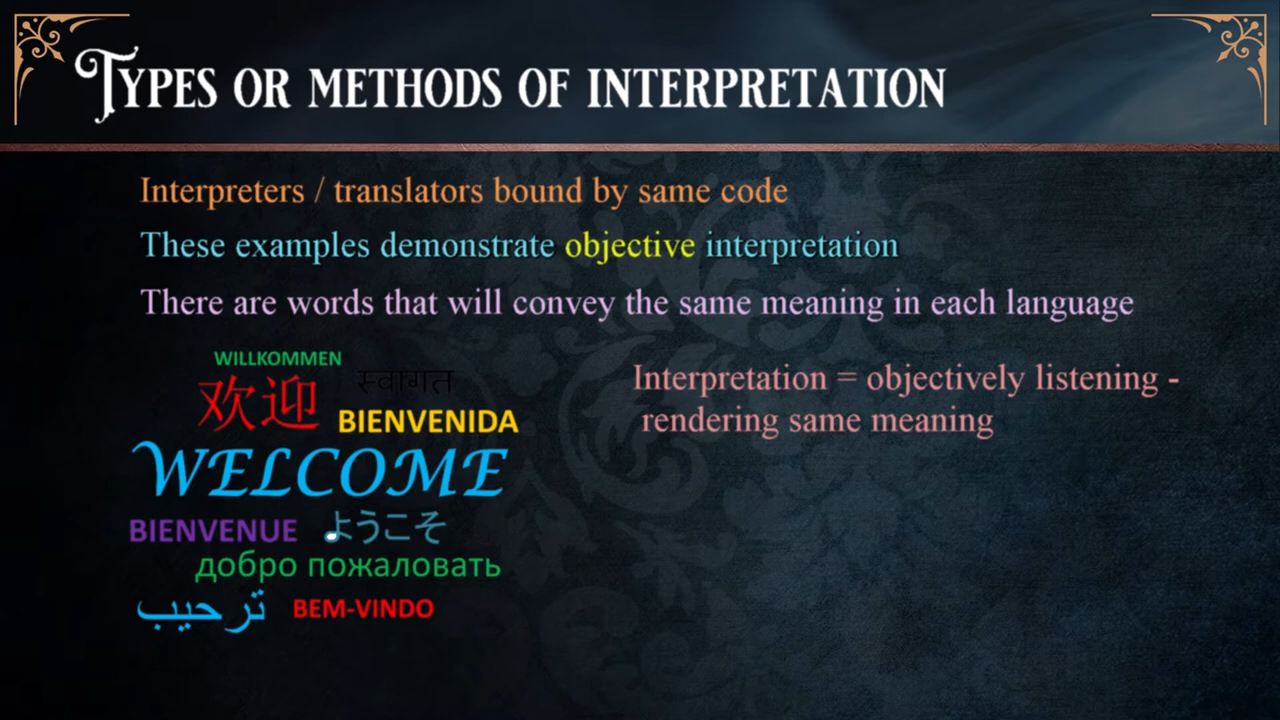 TYPES OR METHODS OF INTERPRETATION
Interpreters / translators bound by same code
These examples demonstrate objective interpretation
There are words that will convey the same meaning in each language
WILLKOMMEN
欢迎 स्वागत
BIENVENIDA
WELCOME
BIENVENUE ようこそ
добро пожаловать
ترحيب BEM-VINDO
Interpretation = objectively listening -
rendering same meaning